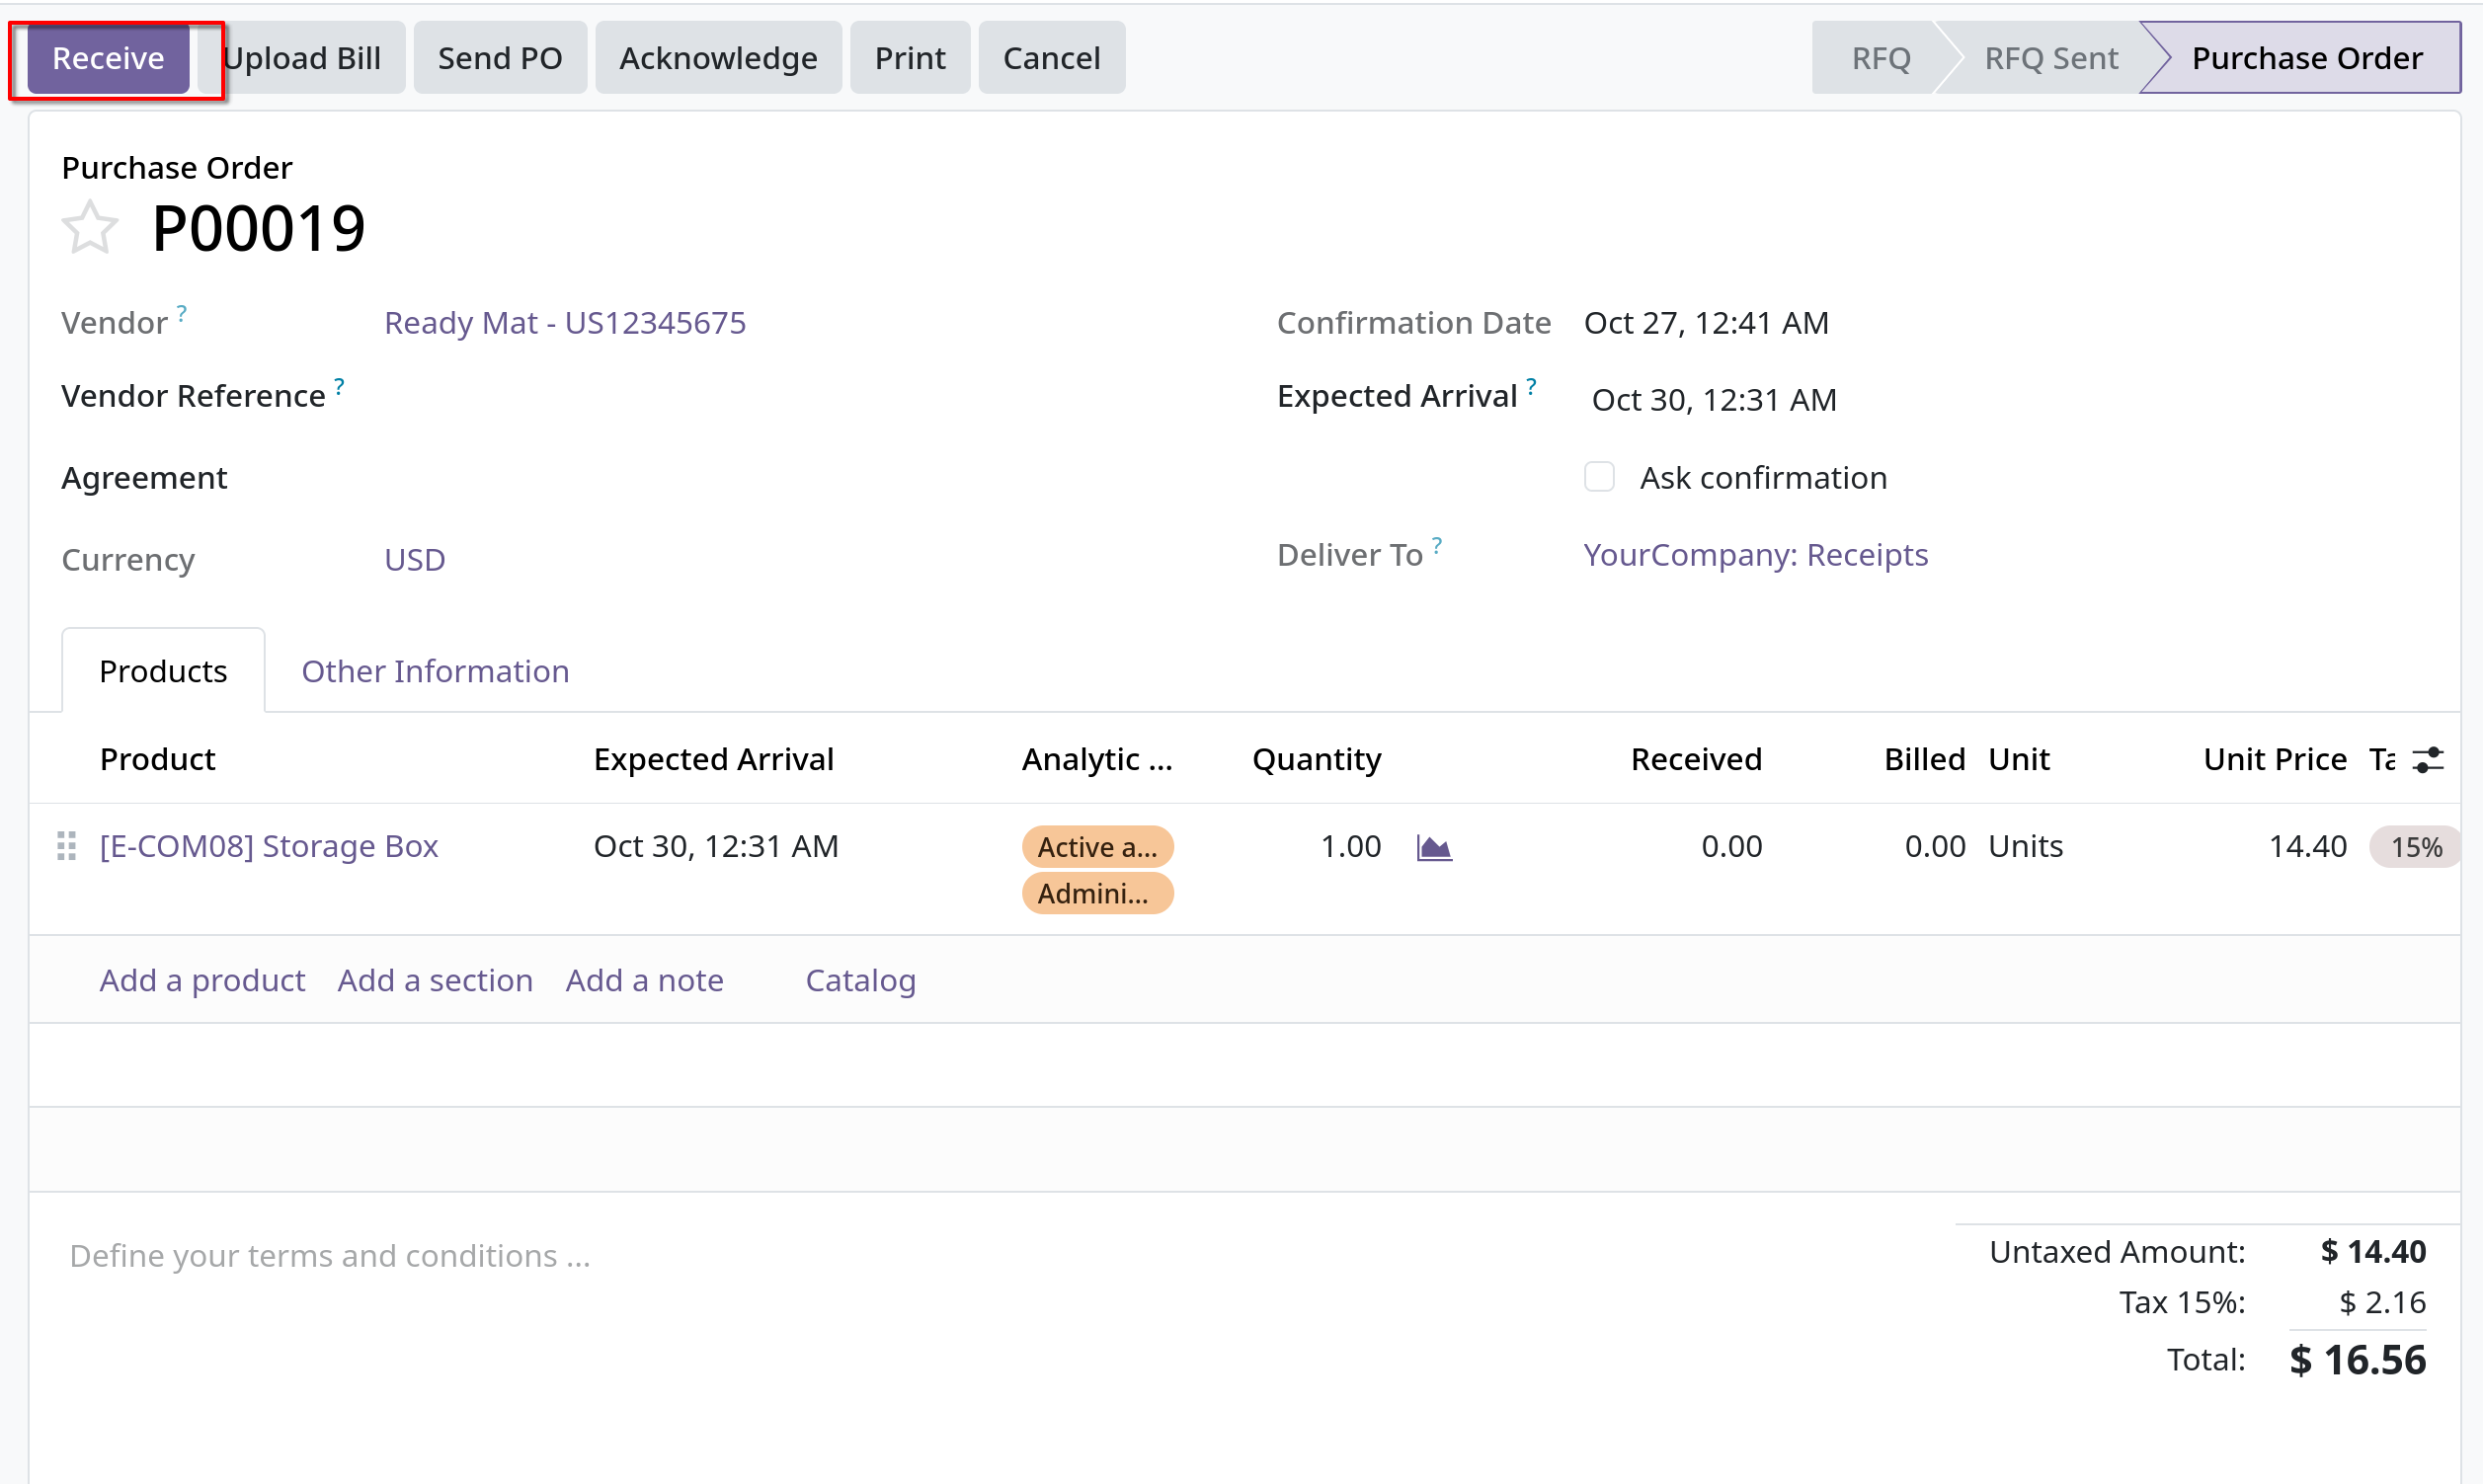 Receive Upload Bill Send PO Acknowledge Print Cancel RFQ RFQ Sent Purchase Order
Purchase Order
P00019
Vendor ? Ready Mat - US12345675 Confirmation Date Oct 27, 12:41 AM
Vendor Reference ? Expected Arrival ? Oct 30, 12:31 AM
Agreement Ask confirmation
Currency USD Deliver To ? YourCompany: Receipts
Products Other Information
Product Expected Arrival Analytic ... Quantity Received Billed Unit Unit Price Ta
[E-COM08] Storage Box Oct 30, 12:31 AM Active a... 1.00 0.00 0.00 Units 14.40 15%
Admini...
Add a product Add a section Add a note Catalog
Define your terms and conditions ... Untaxed Amount: $ 14.40
Tax 15%: $ 2.16
Total: $ 16.56